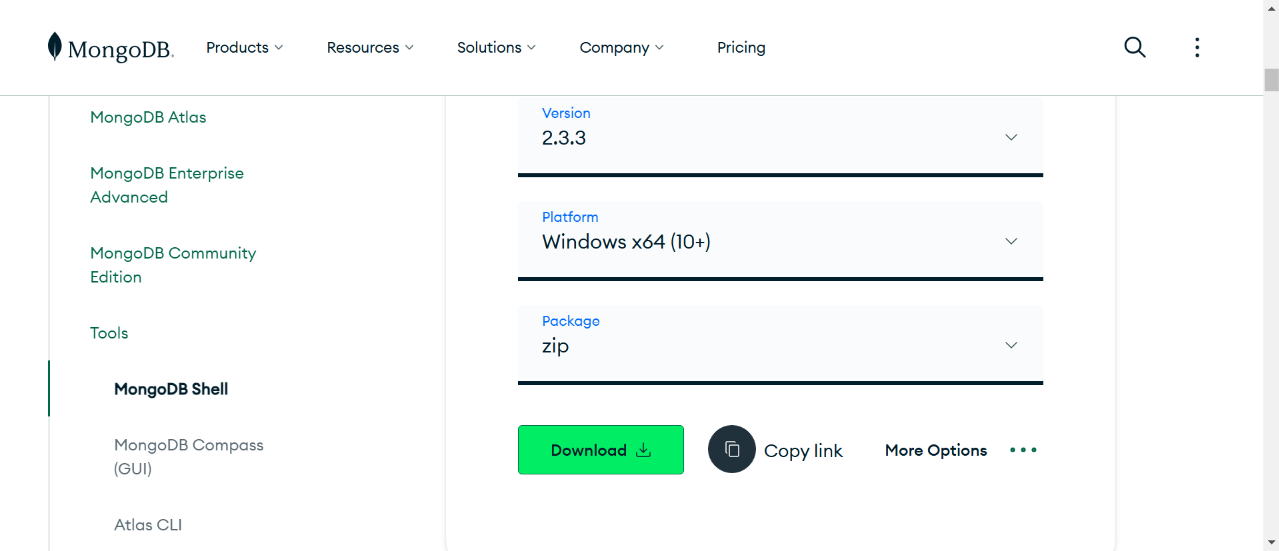 MongoDB.
Products
Resources
Solutions
Company
Pricing
MongoDB Atlas
MongoDB Enterprise
Advanced
MongoDB Community
Edition
Tools
MongoDB Shell
MongoDB Compass
(GUI)
Atlas CLI
Version
2.3.3
Platform
Windows x64 (10+)
Package
zip
Download
Copy link
More Options